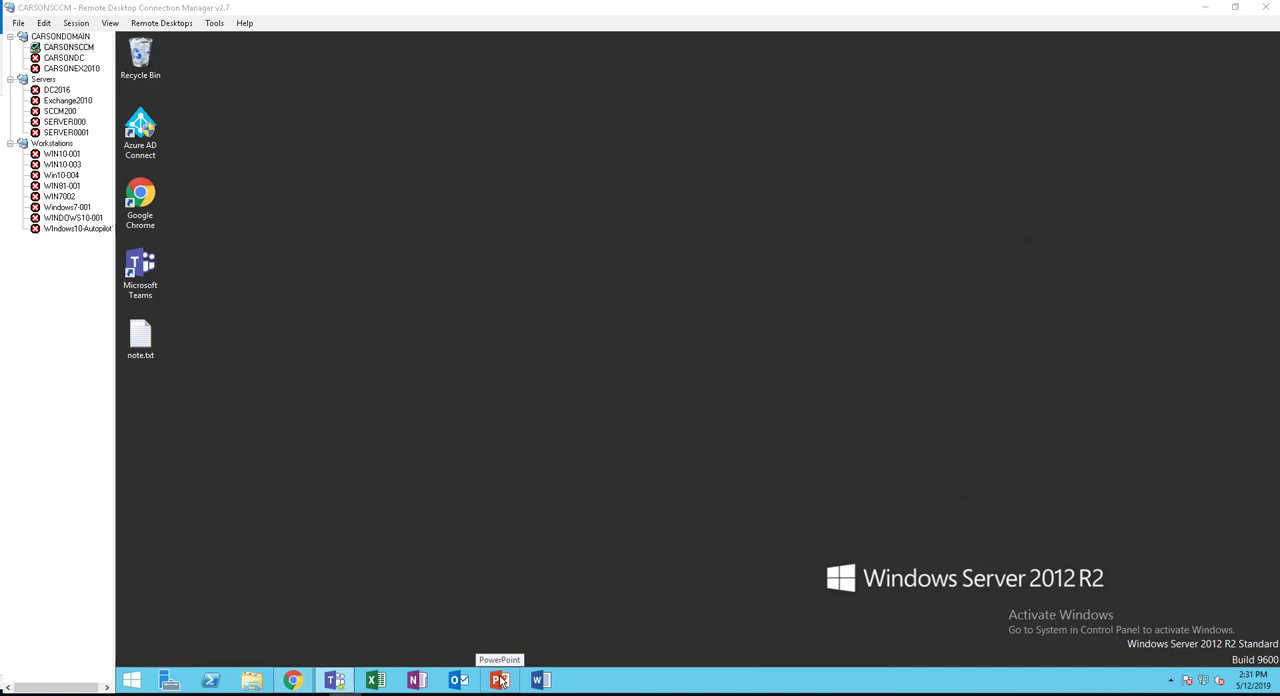 CARSONSCCM - Remote Desktop Connection Manager v2.7
File Edit Session View Remote Desktops Tools Help
CARSONDOMAIN
CARSONSCCM
CARSONDC
CARSONEX2010
Servers
DC2016
Exchange2010
SCCM200
SERVER000
SERVER0001
Workstations
WIN10-001
WIN10-003
Win10-004
WIN81-001
WIN7002
Windows7-001
WINDOWS10-001
WIndows10-Autopilot
Recycle Bin
Azure AD
Connect
Google
Chrome
Microsoft
Teams
note.txt
Windows Server 2012 R2
Activate Windows
Go to System in Control Panel to activate Windows.
Windows Server 2012 R2 Standard
Build 9600
PowerPoint
2:31 PM
5/12/2019